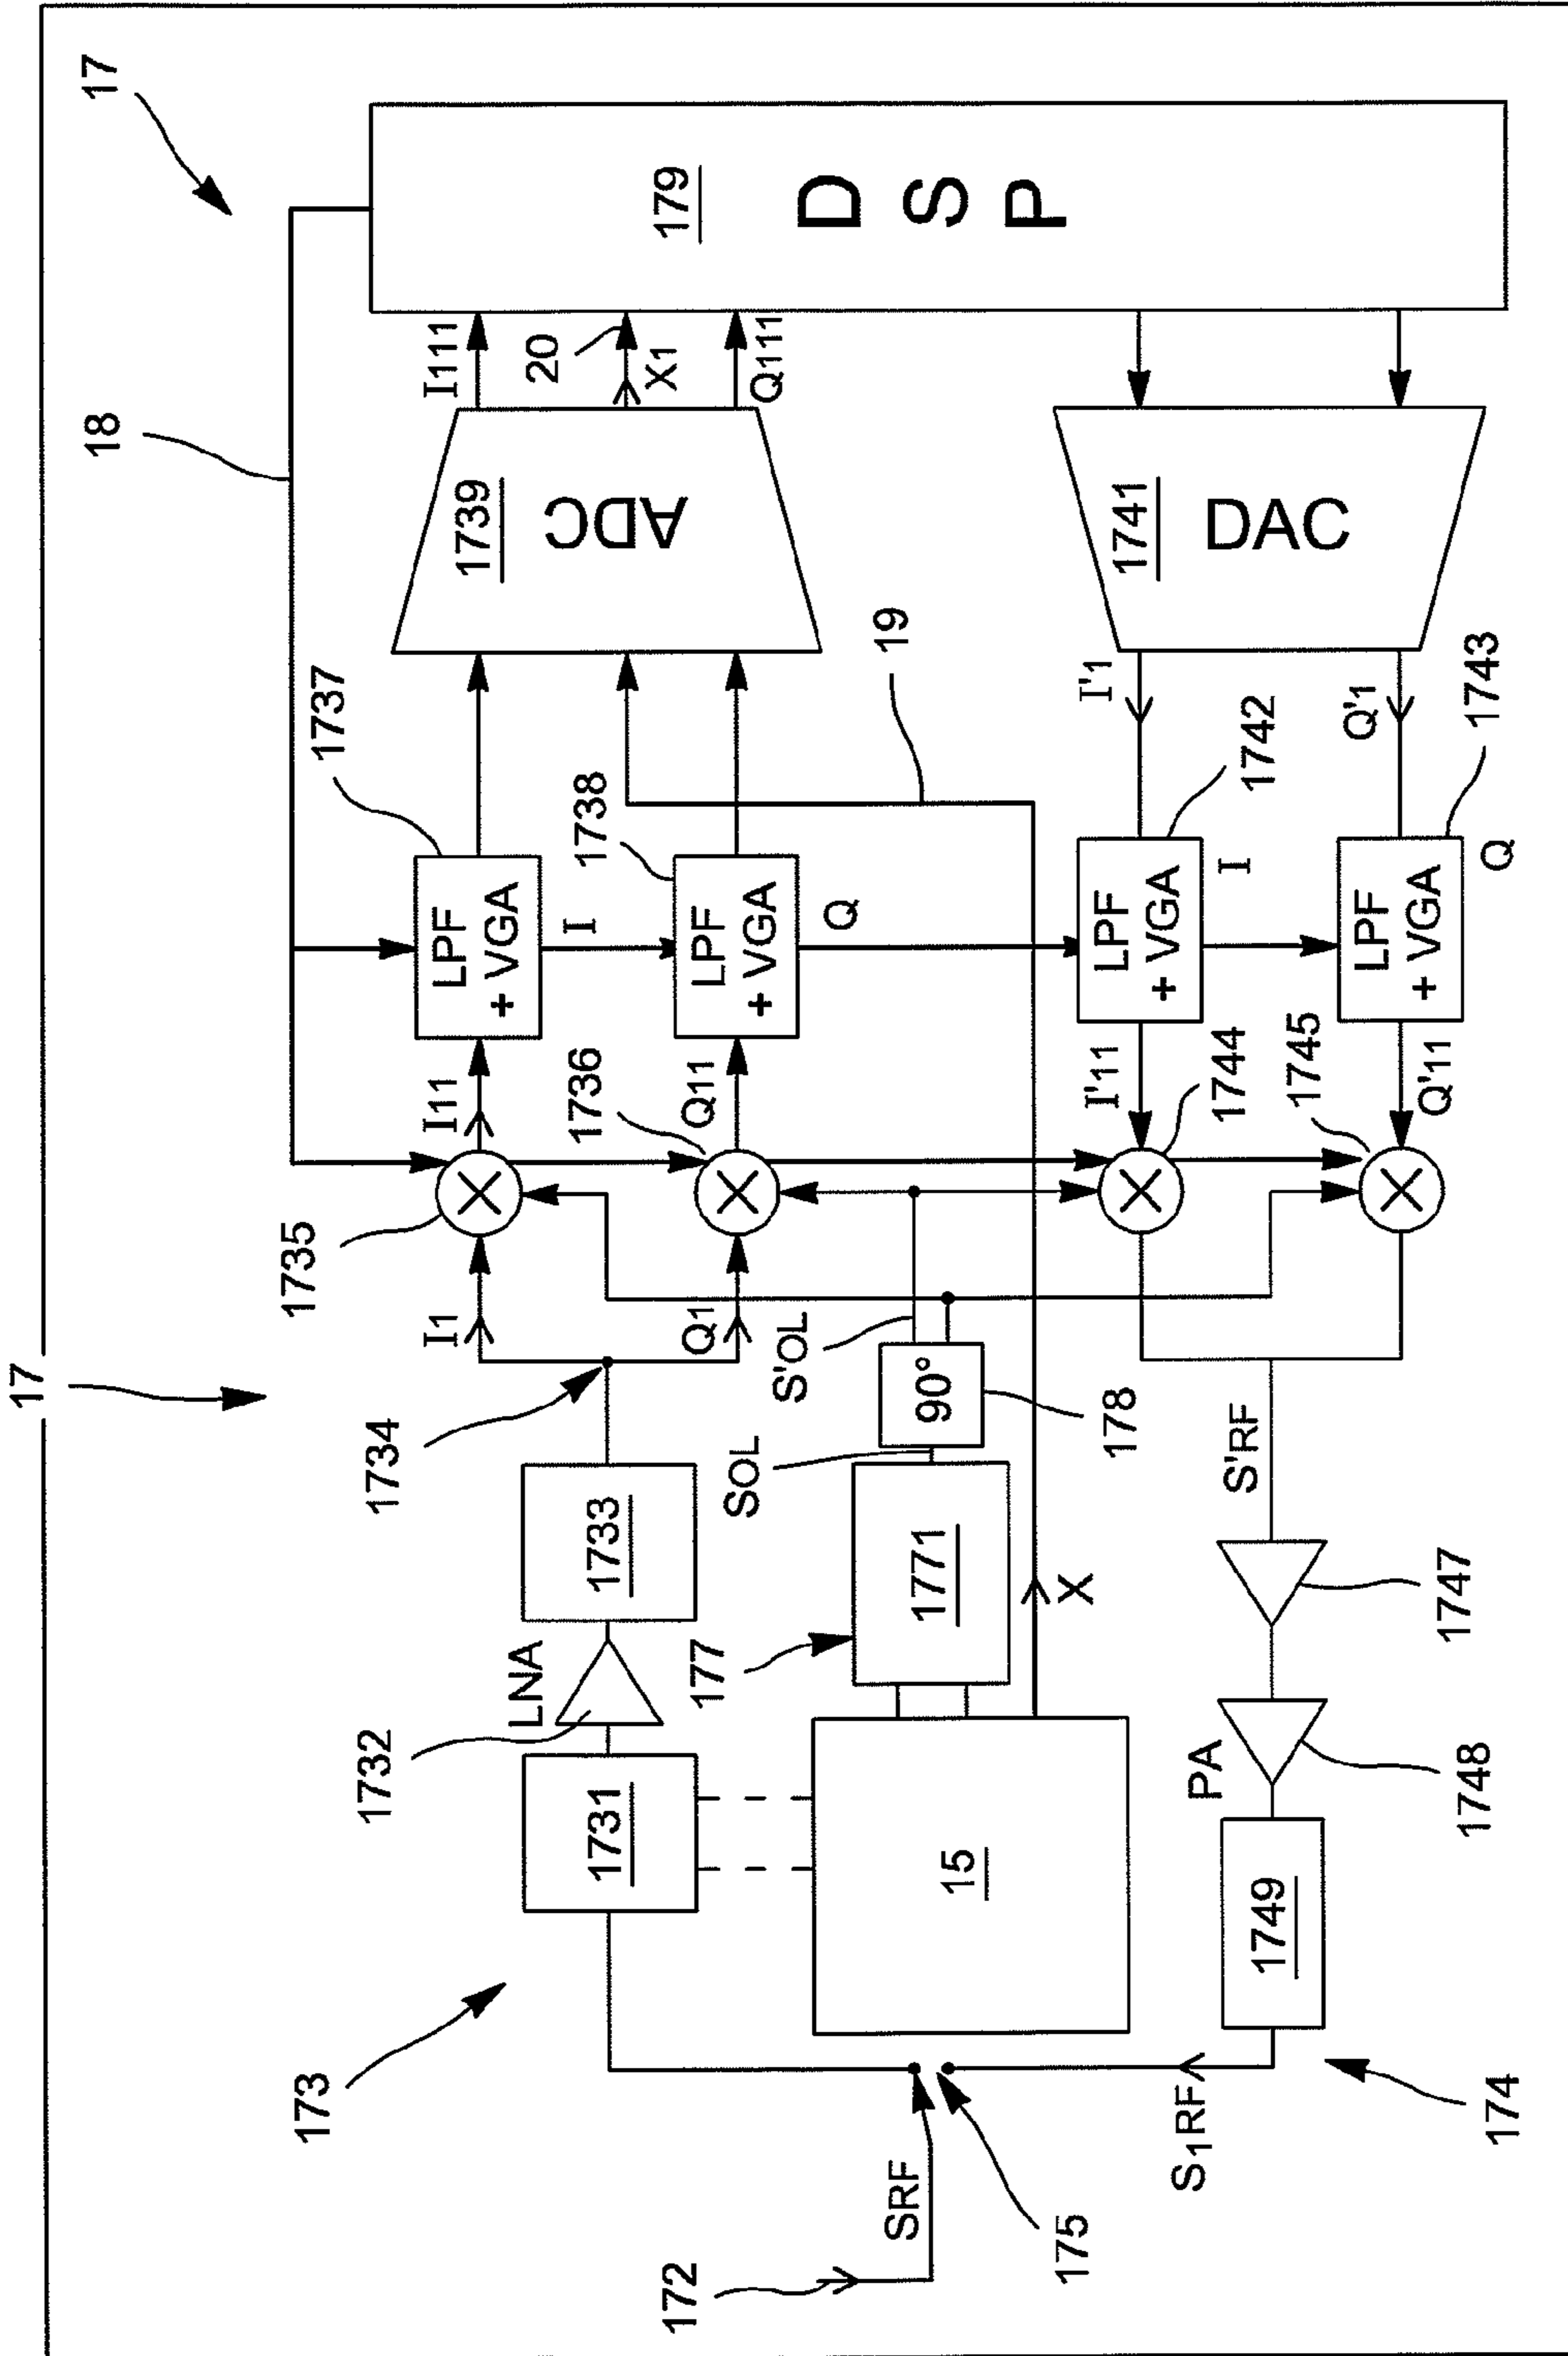 17
17
18
179
D
S
P
I111
20
X1
Q111
1739
ADC
1741
DAC
19
I'1
Q'1
1737
LPF
+ VGA
I
1738
LPF
+ VGA
Q
1742
LPF
+ VGA
I
1743
LPF
+ VGA
Q
I11
Q11
I'11
Q'11
1735
1736
1744
1745
I1
Q1
S'OL
90°
178
SOL
1734
1733
LNA
1732
1731
177
1771
X
15
S'RF
1747
PA
1748
1749
173
174
S1RF
SRF
175
172